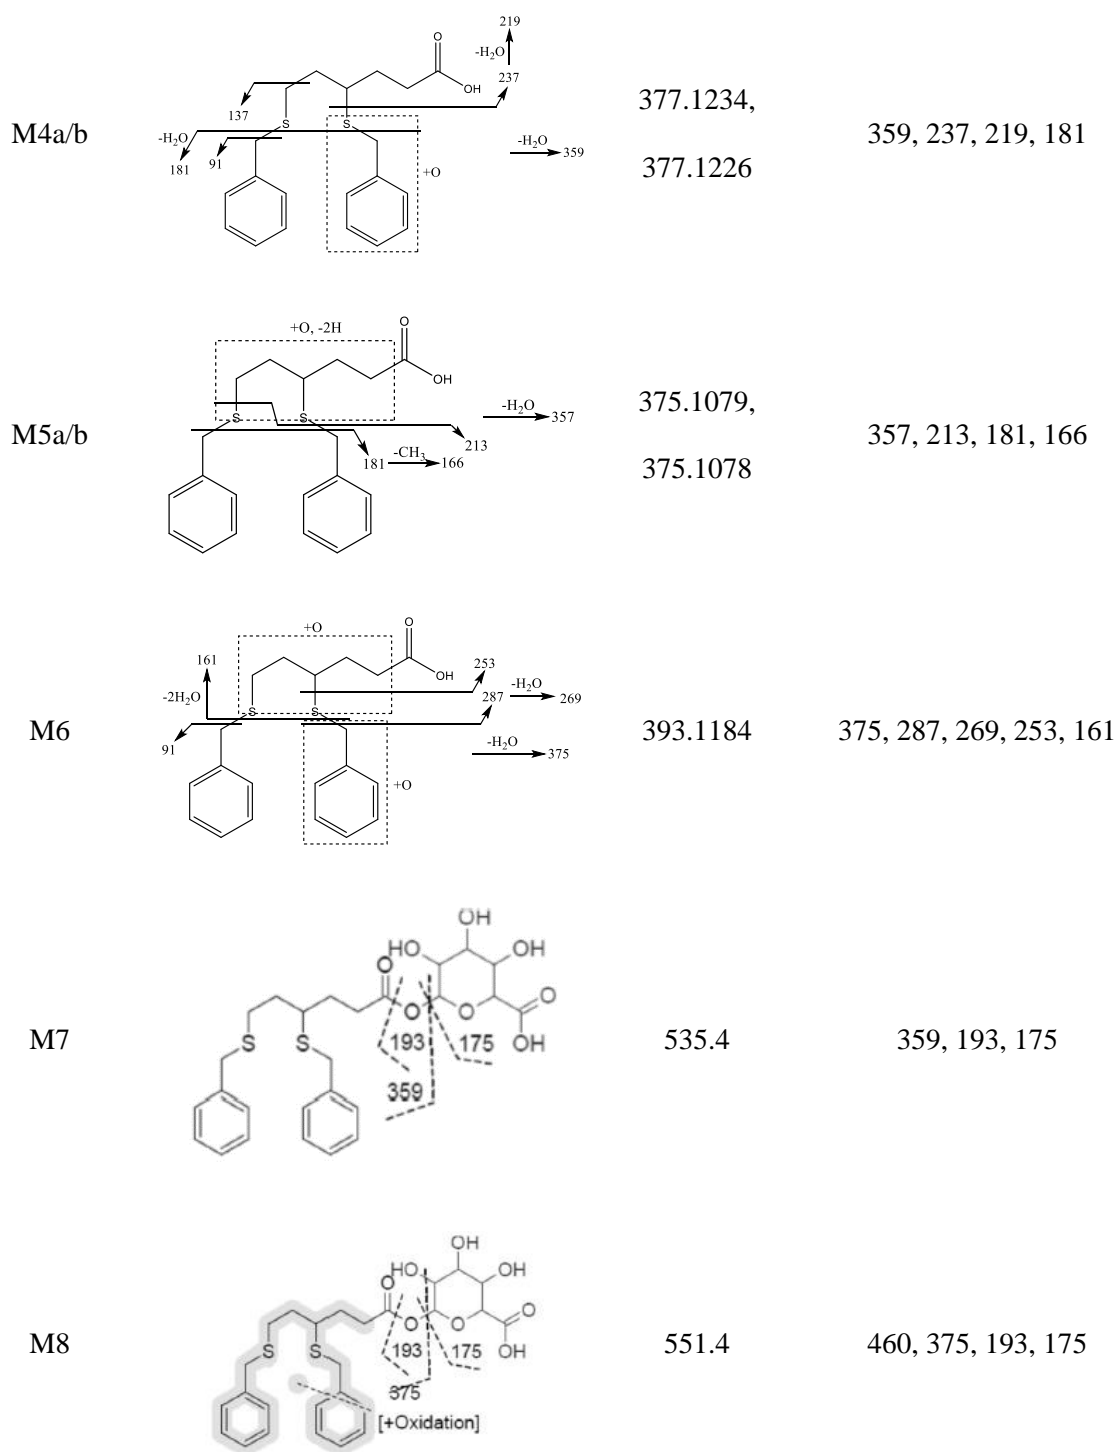 219
-H2O
O
OH
237
137
S
S
-H2O
181
91
+O
-H2O
359
M4a/b
377.1234,
377.1226
359, 237, 219, 181
+O, -2H
O
OH
S
S
-H2O
357
213
181
-CH3
166
M5a/b
375.1079,
375.1078
357, 213, 181, 166
+O
O
OH
161
253
-2H2O
287
-H2O
269
S
S
91
-H2O
375
+O
M6
393.1184
375, 287, 269, 253, 161
OH
HO
OH
O
O
O
O
OH
S
S
193
175
359
M7
535.4
359, 193, 175
OH
HO
OH
O
O
O
O
OH
S
S
193
175
375
[+Oxidation]
M8
551.4
460, 375, 193, 175